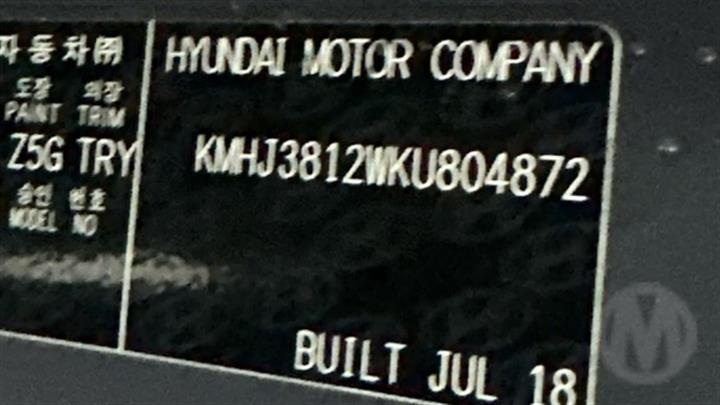 자동차㈜
도장 외장
PAINT TRIM
Z5G TRY
승인 번호
MODEL NO
HYUNDAI MOTOR COMPANY
KMHJ3812WKU804872
BUILT JUL 18
M